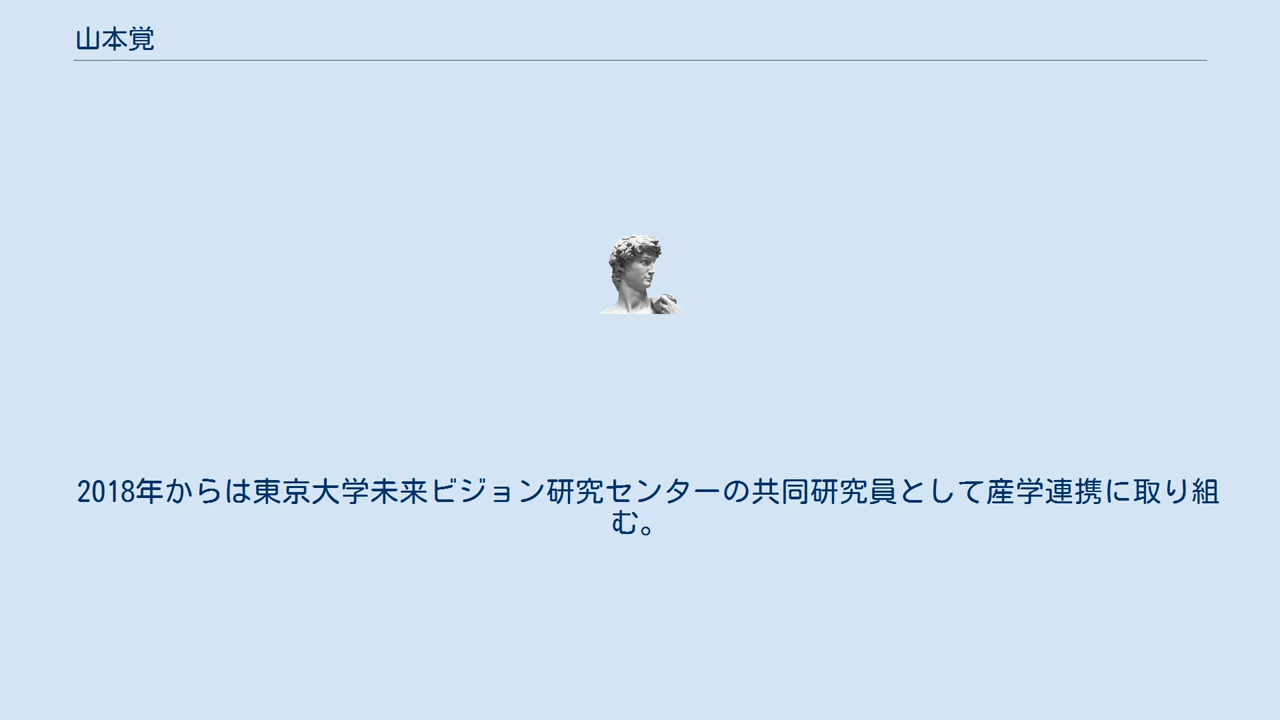 山本覚
2018年からは東京大学未来ビジョン研究センターの共同研究員として産学連携に取り組
む。